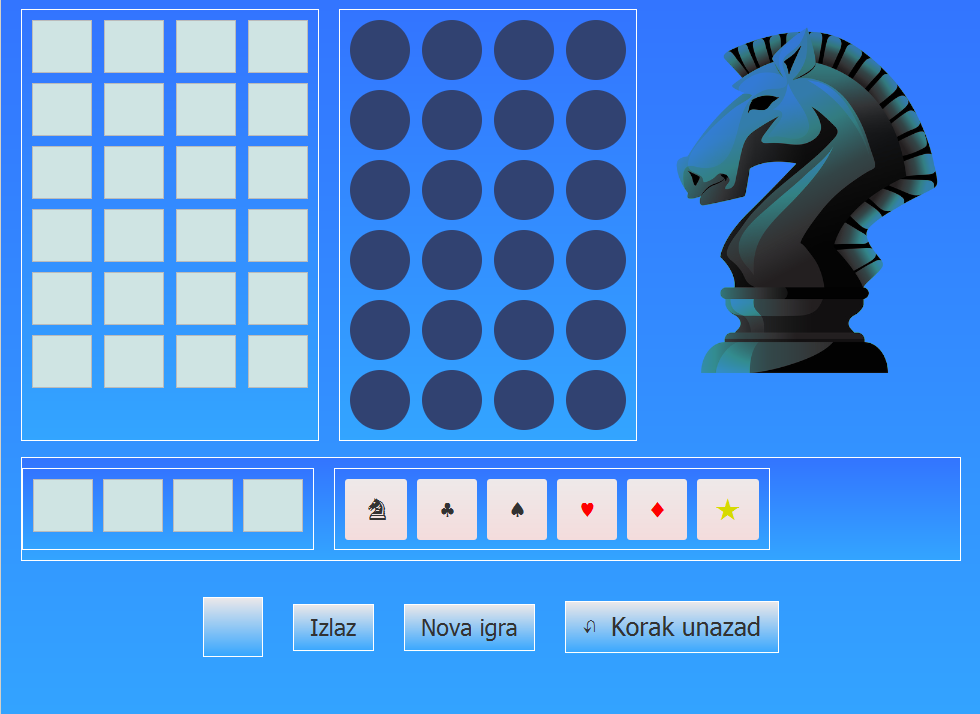 ♞ ♣ ♠ ♥ ♦ ★
Izlaz
Nova igra
Korak unazad